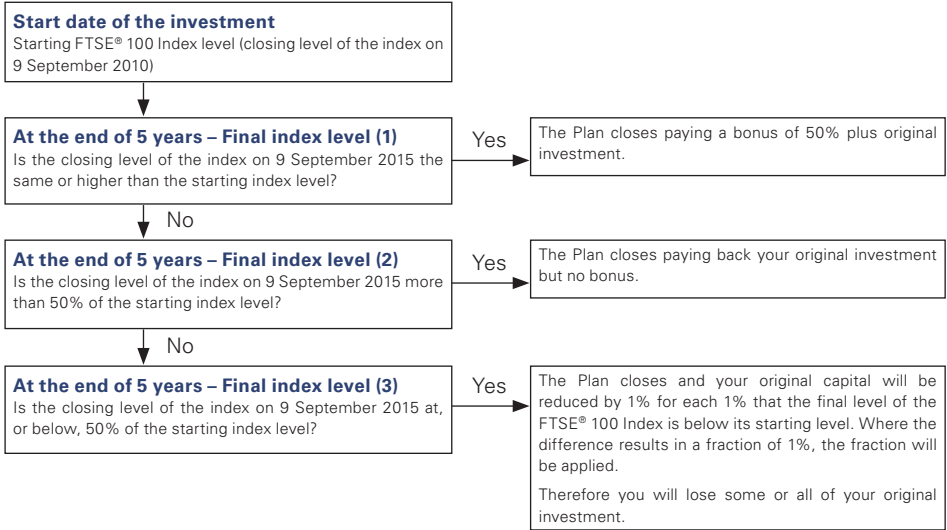 Start date of the investment
Starting FTSE® 100 Index level (closing level of the index on
9 September 2010)
At the end of 5 years – Final index level (1)
Is the closing level of the index on 9 September 2015 the
same or higher than the starting index level?
Yes
The Plan closes paying a bonus of 50% plus original
investment.
No
At the end of 5 years – Final index level (2)
Is the closing level of the index on 9 September 2015 more
than 50% of the starting index level?
Yes
The Plan closes paying back your original investment
but no bonus.
No
At the end of 5 years – Final index level (3)
Is the closing level of the index on 9 September 2015 at,
or below, 50% of the starting index level?
Yes
The Plan closes and your original capital will be
reduced by 1% for each 1% that the final level of the
FTSE® 100 Index is below its starting level. Where the
difference results in a fraction of 1%, the fraction will
be applied.
Therefore you will lose some or all of your original
investment.